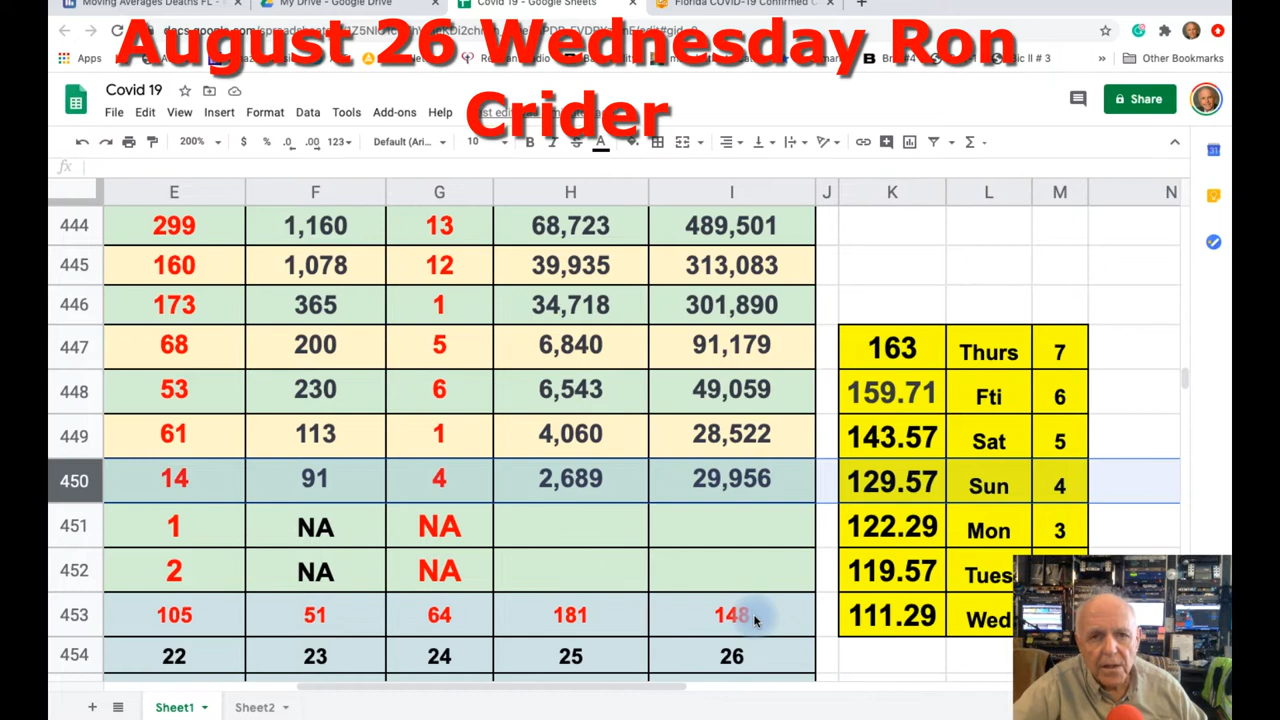 Moving Averages Deaths FL -
My Drive - Google Drive
Covid 19 - Google Sheets
Florida COVID-19 Confirmed C
August 26 Wednesday Ron
Crider
Apps
Bic II # 3
Other Bookmarks
Covid 19
Share
File Edit View Insert Format Data Tools Add-ons Help
200% $ % .0 .00 123 Default (Ari... 10 B I S A
fx
E F G H I J K L M N
444 299 1,160 13 68,723 489,501
445 160 1,078 12 39,935 313,083
446 173 365 1 34,718 301,890
447 68 200 5 6,840 91,179 163 Thurs 7
448 53 230 6 6,543 49,059 159.71 Fti 6
449 61 113 1 4,060 28,522 143.57 Sat 5
450 14 91 4 2,689 29,956 129.57 Sun 4
451 1 NA NA 122.29 Mon 3
452 2 NA NA 119.57 Tues
453 105 51 64 181 148 111.29 Wed
454 22 23 24 25 26
Sheet1 Sheet2